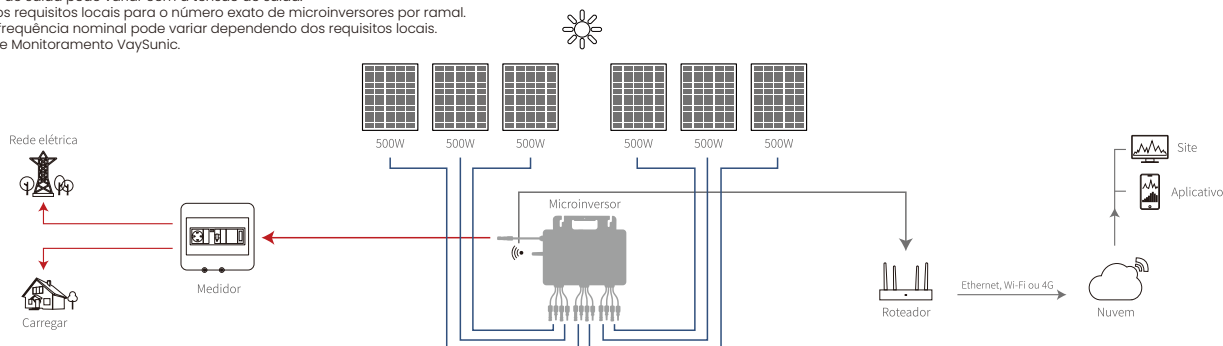 os requisitos locais para o número exato de microinversores por ramal.
frequência nominal pode variar dependendo dos requisitos locais.
e Monitoramento VaySunic.
500W
500W
500W
500W
500W
500W
Rede elétrica
Site
Aplicativo
Microinversor
Medidor
Ethernet, Wi-Fi ou 4G
Carregar
Roteador
Nuvem